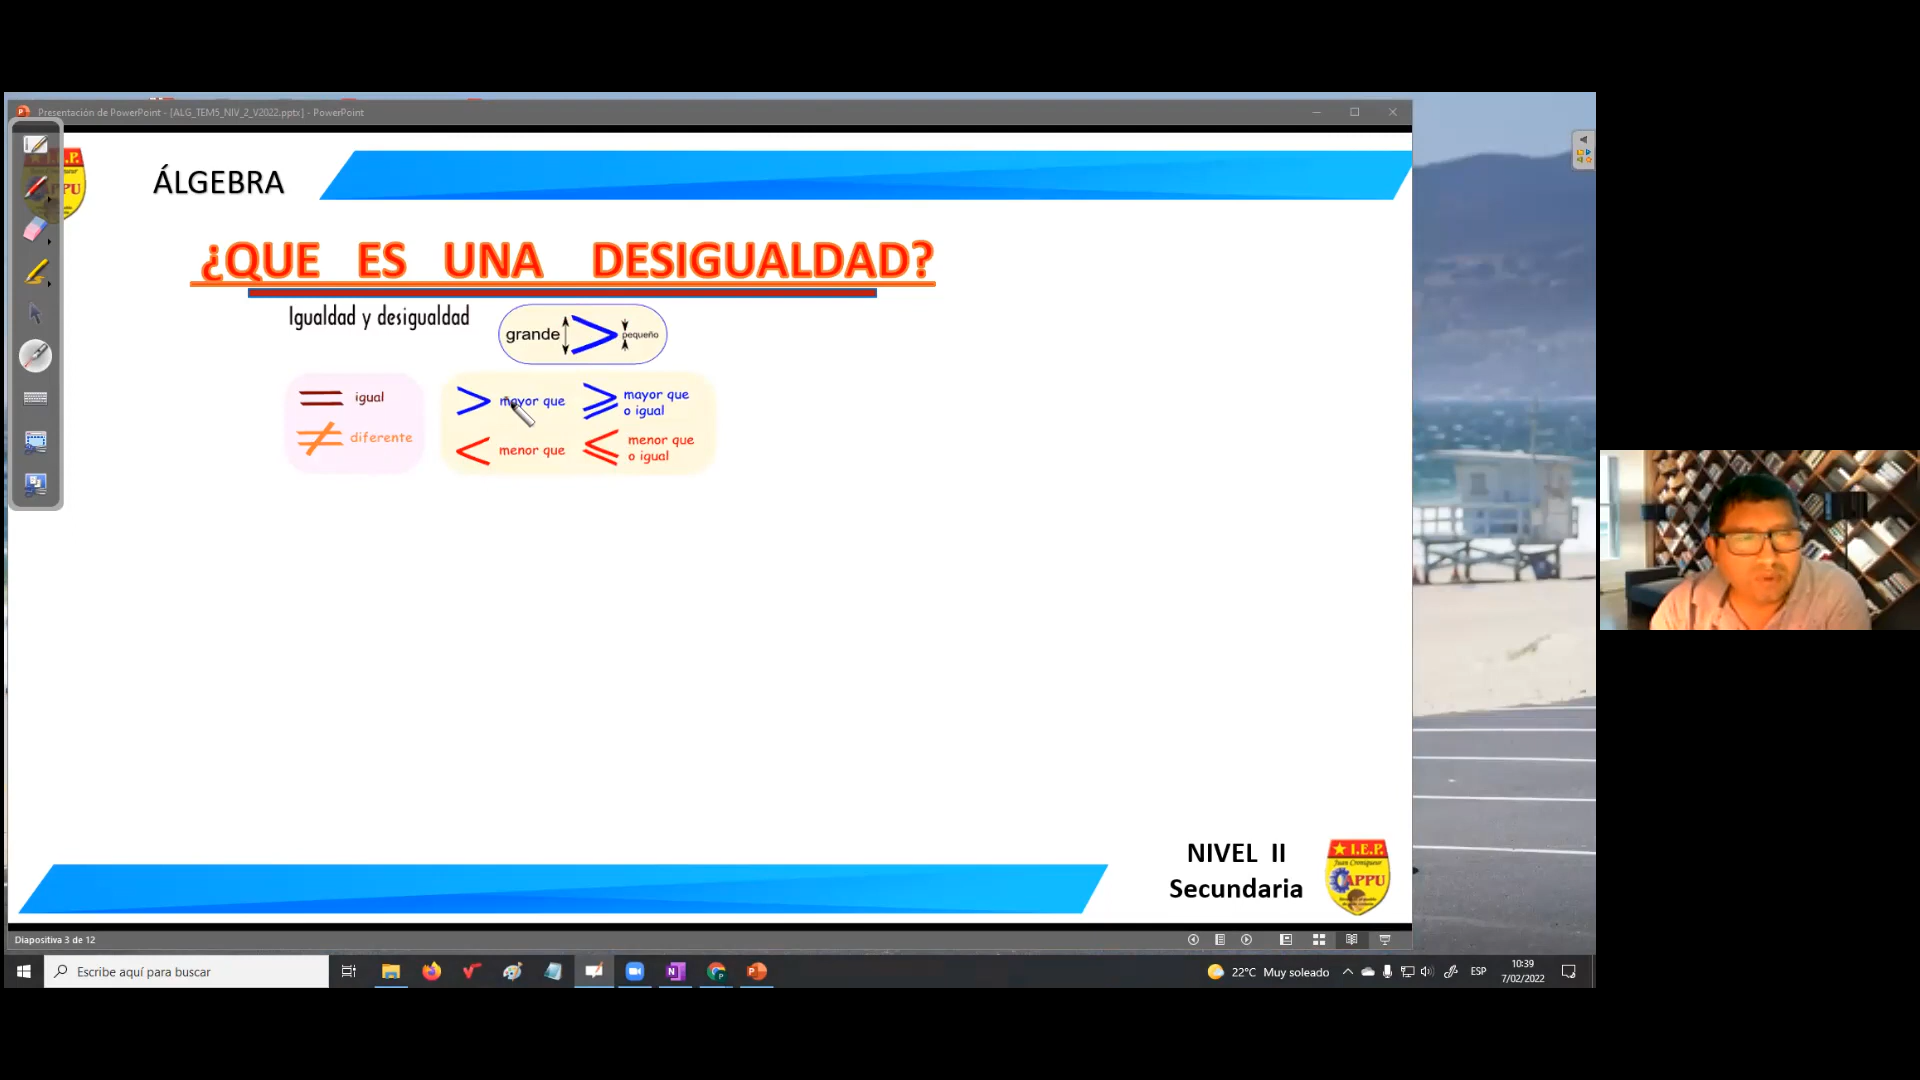 Presentación de PowerPoint - [ALG_TEM5_NIV_2_V2022.pptx] - PowerPoint
I.E.P.
APPU
ÁLGEBRA
¿QUE ES UNA DESIGUALDAD?
Igualdad y desigualdad
grande > pequeño
= igual
≠ diferente
> mayor que
≥ mayor que
o igual
< menor que
≤ menor que
o igual
NIVEL II
Secundaria
I.E.P.
APPU
Diapositiva 3 de 12
Escribe aquí para buscar
22°C Muy soleado
ESP
10:39
7/02/2022